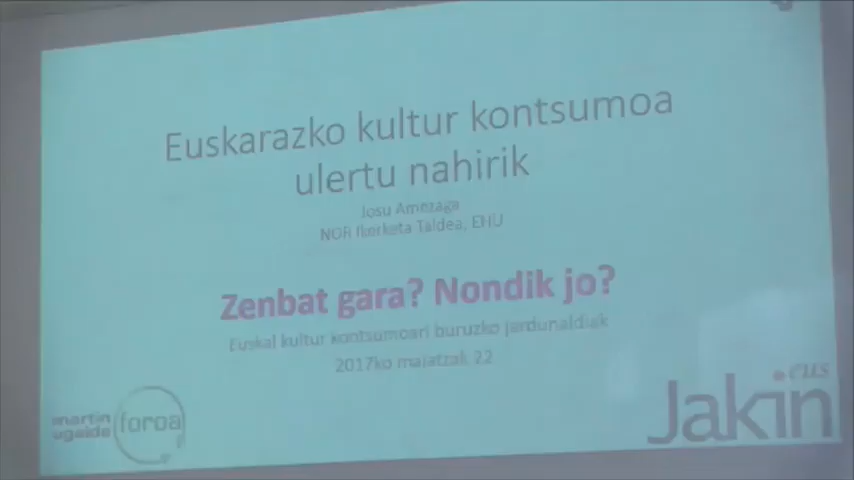 Euskarazko kultur kontsumoa
ulertu nahirik
Josu Amezaga
NOR Ikerketa Taldea, EHU
Zenbat gara? Nondik jo?
Euskal kultur kontsumoari buruzko jardunaldiak
2017ko maiatzak 22
martin
ugalde
foroa
Jakin
.eus